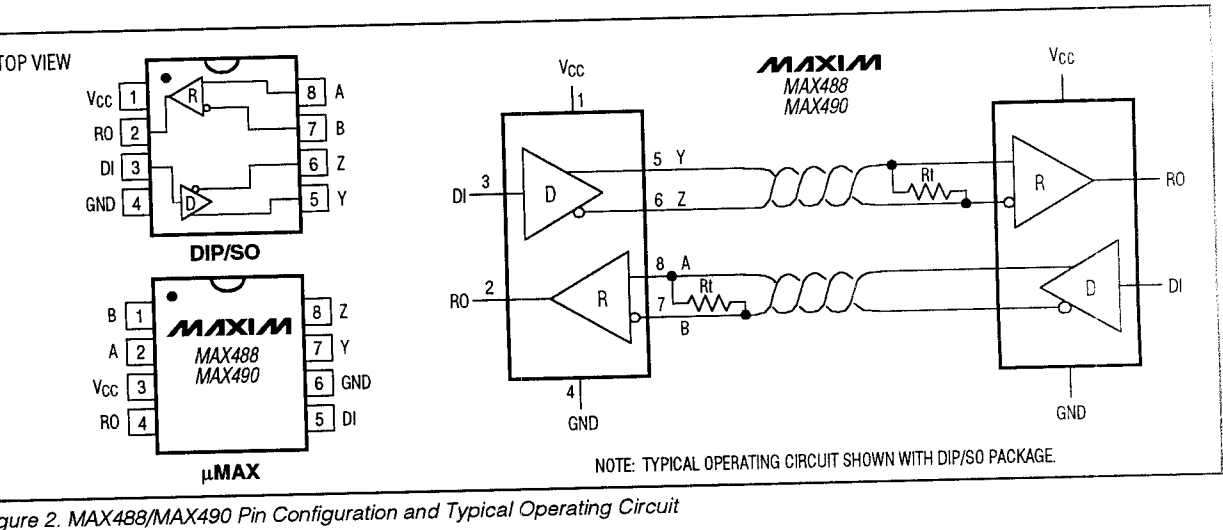 TOP VIEW
VCC 1
RO 2
DI 3
GND 4
8 A
7 B
6 Z
5 Y
R
D
DIP/SO
B 1
A 2
VCC 3
RO 4
MAXIM
MAX488
MAX490
8 Z
7 Y
6 GND
5 DI
µMAX
VCC
1
MAXIM
MAX488
MAX490
VCC
DI 3
D
5 Y
6 Z
Rt
R
RO
RO 2
R
8 A
7
B
Rt
D
DI
4
GND
GND
NOTE: TYPICAL OPERATING CIRCUIT SHOWN WITH DIP/SO PACKAGE.
gure 2. MAX488/MAX490 Pin Configuration and Typical Operating Circuit